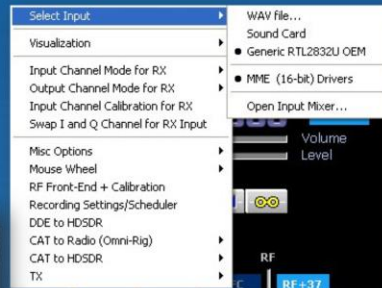 Select Input
Visualization
Input Channel Mode for RX
Output Channel Mode for RX
Input Channel Calibration for RX
Swap I and Q Channel for RX Input
Misc Options
Mouse Wheel
RF Front-End + Calibration
Recording Settings/Scheduler
DDE to HDSDR
CAT to Radio (Omni-Rig)
CAT to HDSDR
TX
WAV file...
Sound Card
Generic RTL2832U OEM
MME (16-bit) Drivers
Open Input Mixer...
Volume
Level
RF
RF+37